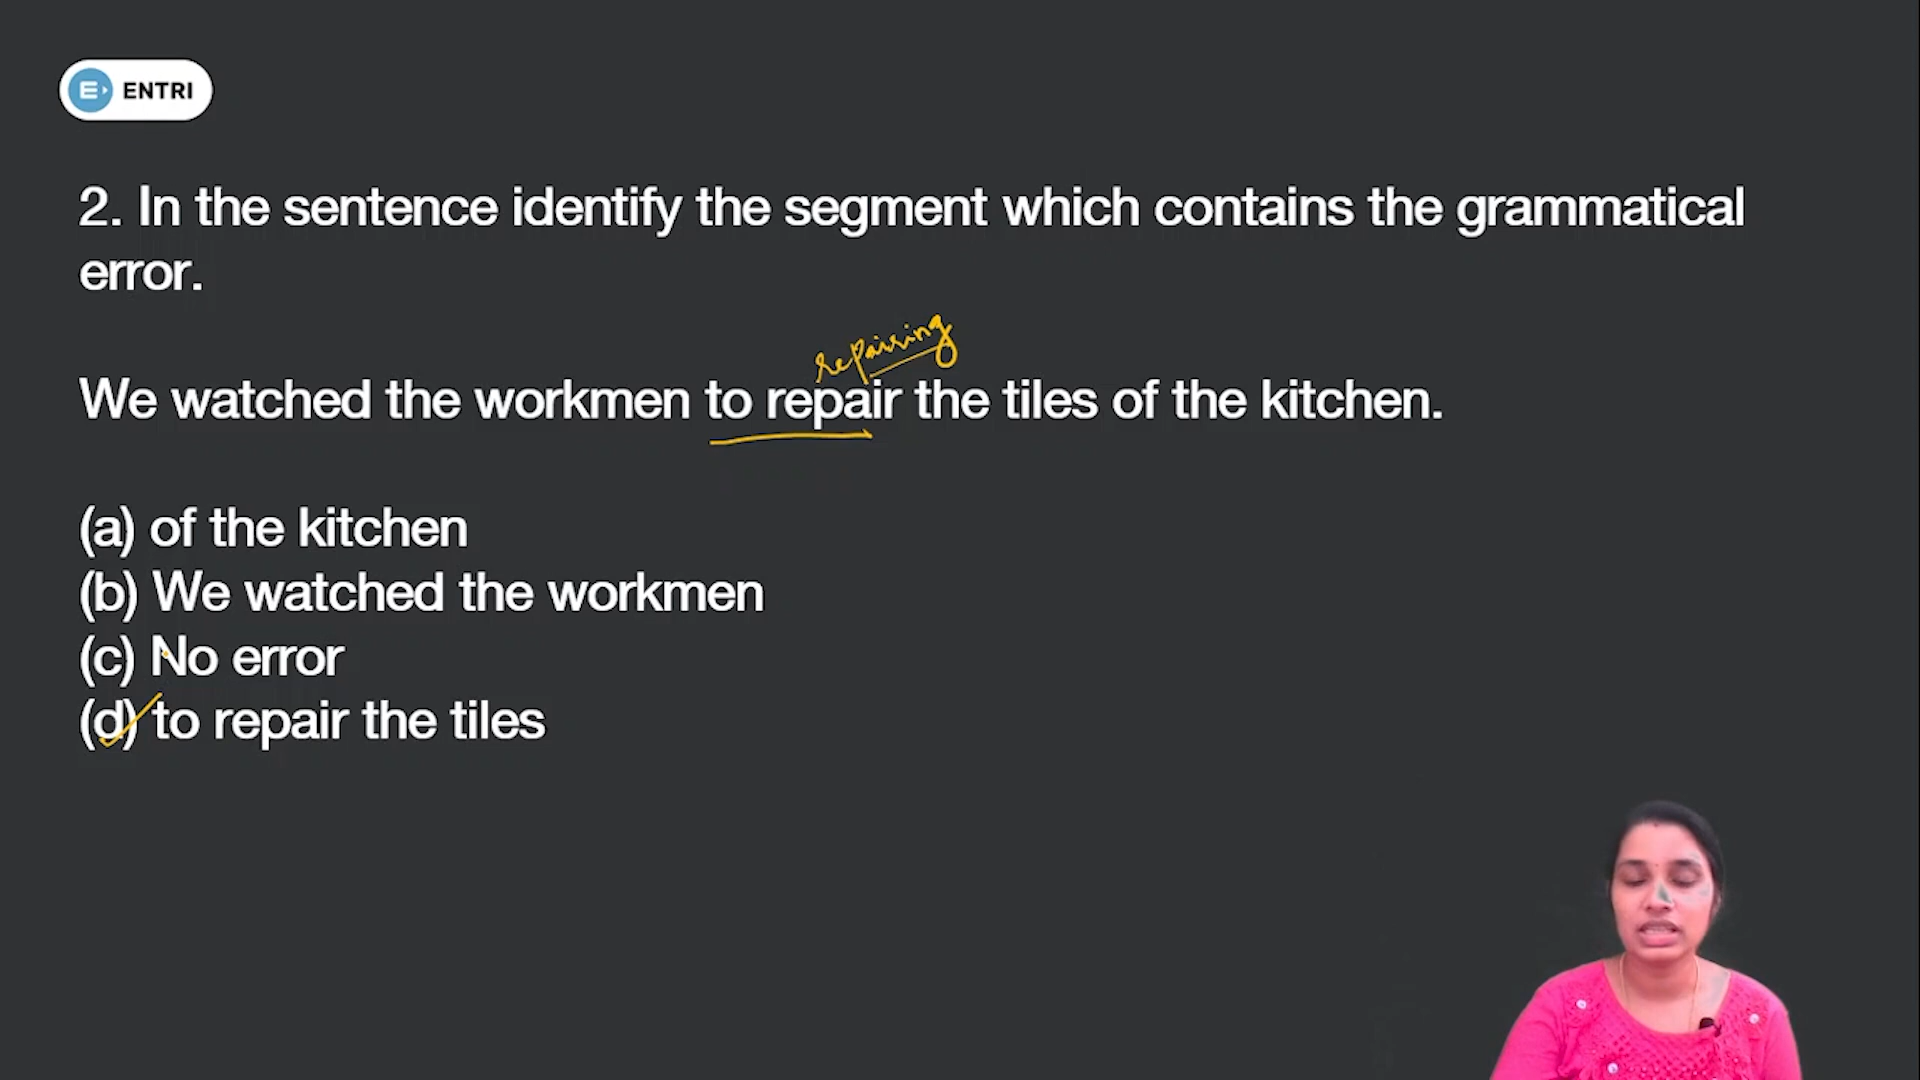 ENTRI
2. In the sentence identify the segment which contains the grammatical
error.
repairing
We watched the workmen to repair the tiles of the kitchen.
(a) of the kitchen
(b) We watched the workmen
(c) No error
(d) to repair the tiles